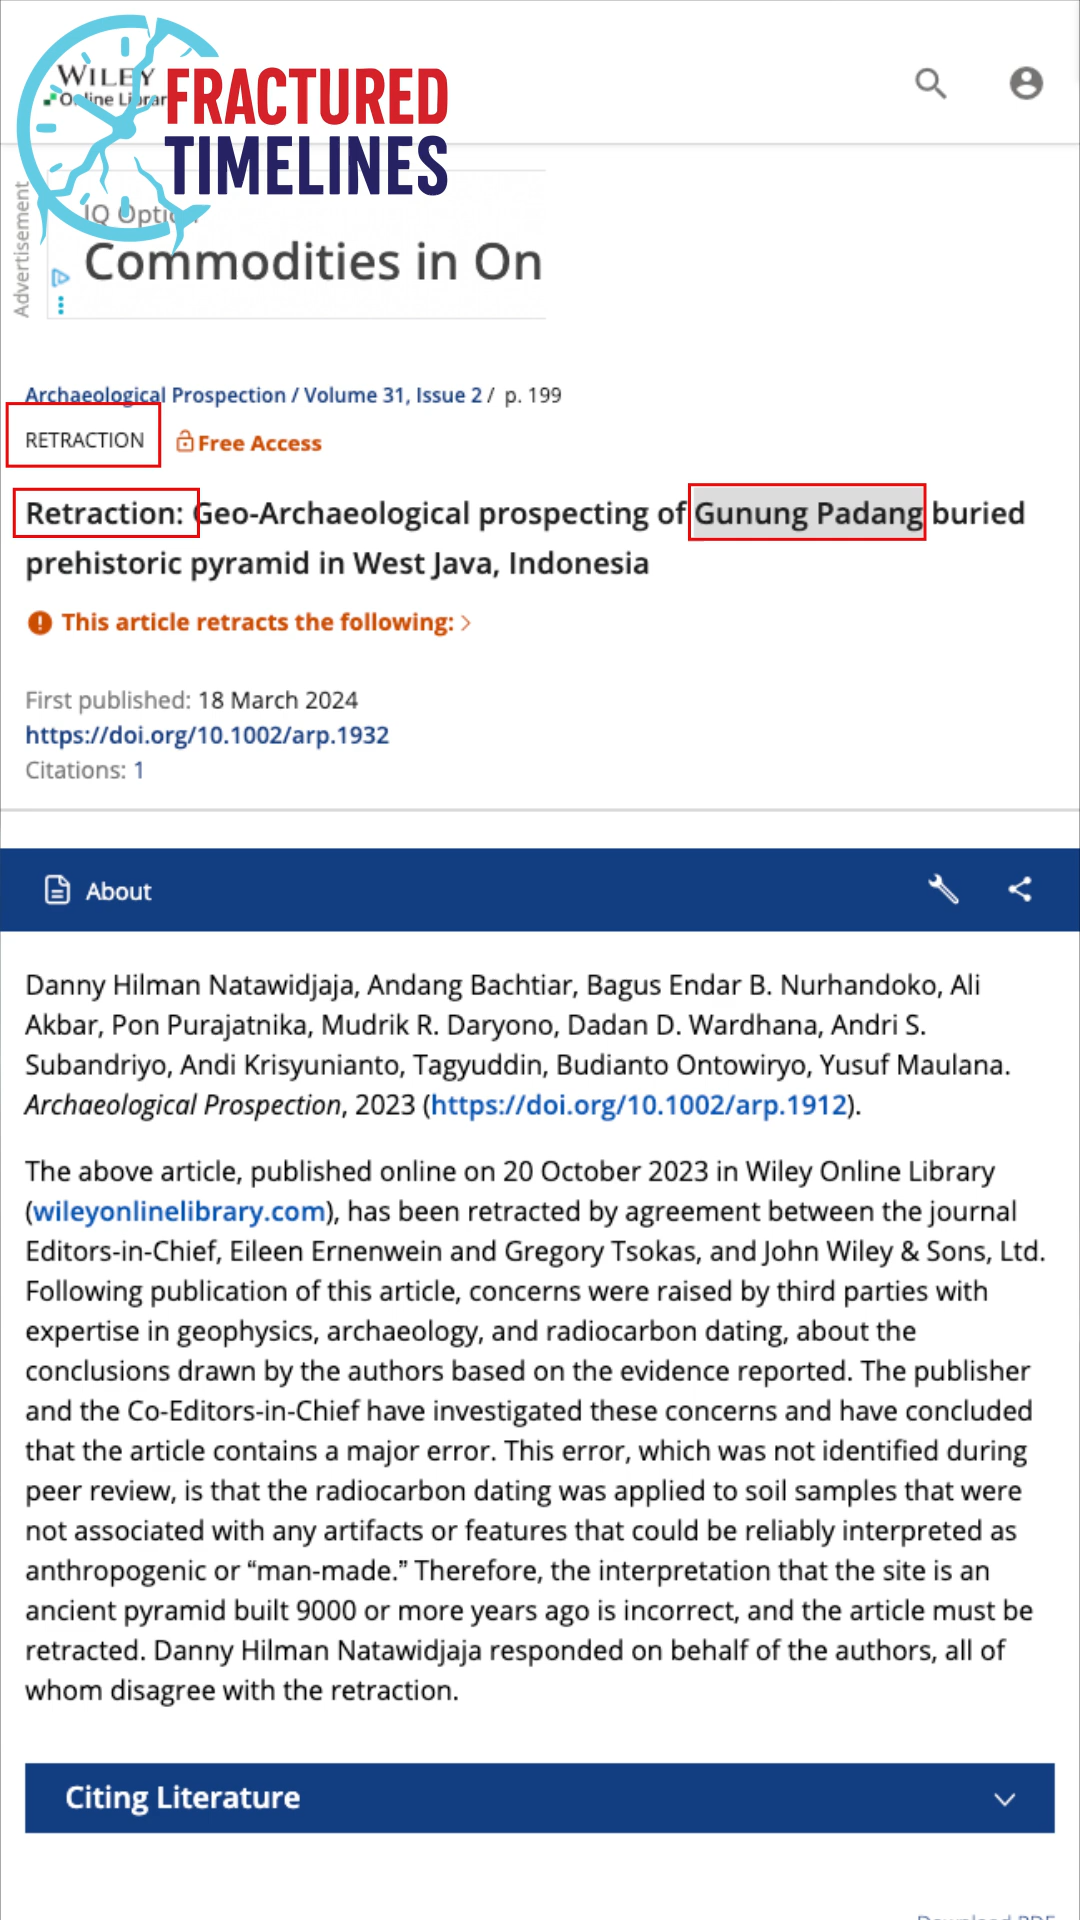 WILEY
Online Librar
FRACTURED
TIMELINES
Advertisement
IQ Option
Commodities in On
Archaeological Prospection / Volume 31, Issue 2 / p. 199
RETRACTION Free Access
Retraction: Geo-Archaeological prospecting of Gunung Padang buried
prehistoric pyramid in West Java, Indonesia
This article retracts the following: >
First published: 18 March 2024
https://doi.org/10.1002/arp.1932
Citations: 1
About
Danny Hilman Natawidjaja, Andang Bachtiar, Bagus Endar B. Nurhandoko, Ali
Akbar, Pon Purajatnika, Mudrik R. Daryono, Dadan D. Wardhana, Andri S.
Subandriyo, Andi Krisyunianto, Tagyuddin, Budianto Ontowiryo, Yusuf Maulana.
Archaeological Prospection, 2023 (https://doi.org/10.1002/arp.1912).
The above article, published online on 20 October 2023 in Wiley Online Library
(wileyonlinelibrary.com), has been retracted by agreement between the journal
Editors-in-Chief, Eileen Ernenwein and Gregory Tsokas, and John Wiley & Sons, Ltd.
Following publication of this article, concerns were raised by third parties with
expertise in geophysics, archaeology, and radiocarbon dating, about the
conclusions drawn by the authors based on the evidence reported. The publisher
and the Co-Editors-in-Chief have investigated these concerns and have concluded
that the article contains a major error. This error, which was not identified during
peer review, is that the radiocarbon dating was applied to soil samples that were
not associated with any artifacts or features that could be reliably interpreted as
anthropogenic or “man-made.” Therefore, the interpretation that the site is an
ancient pyramid built 9000 or more years ago is incorrect, and the article must be
retracted. Danny Hilman Natawidjaja responded on behalf of the authors, all of
whom disagree with the retraction.
Citing Literature
Download PDF